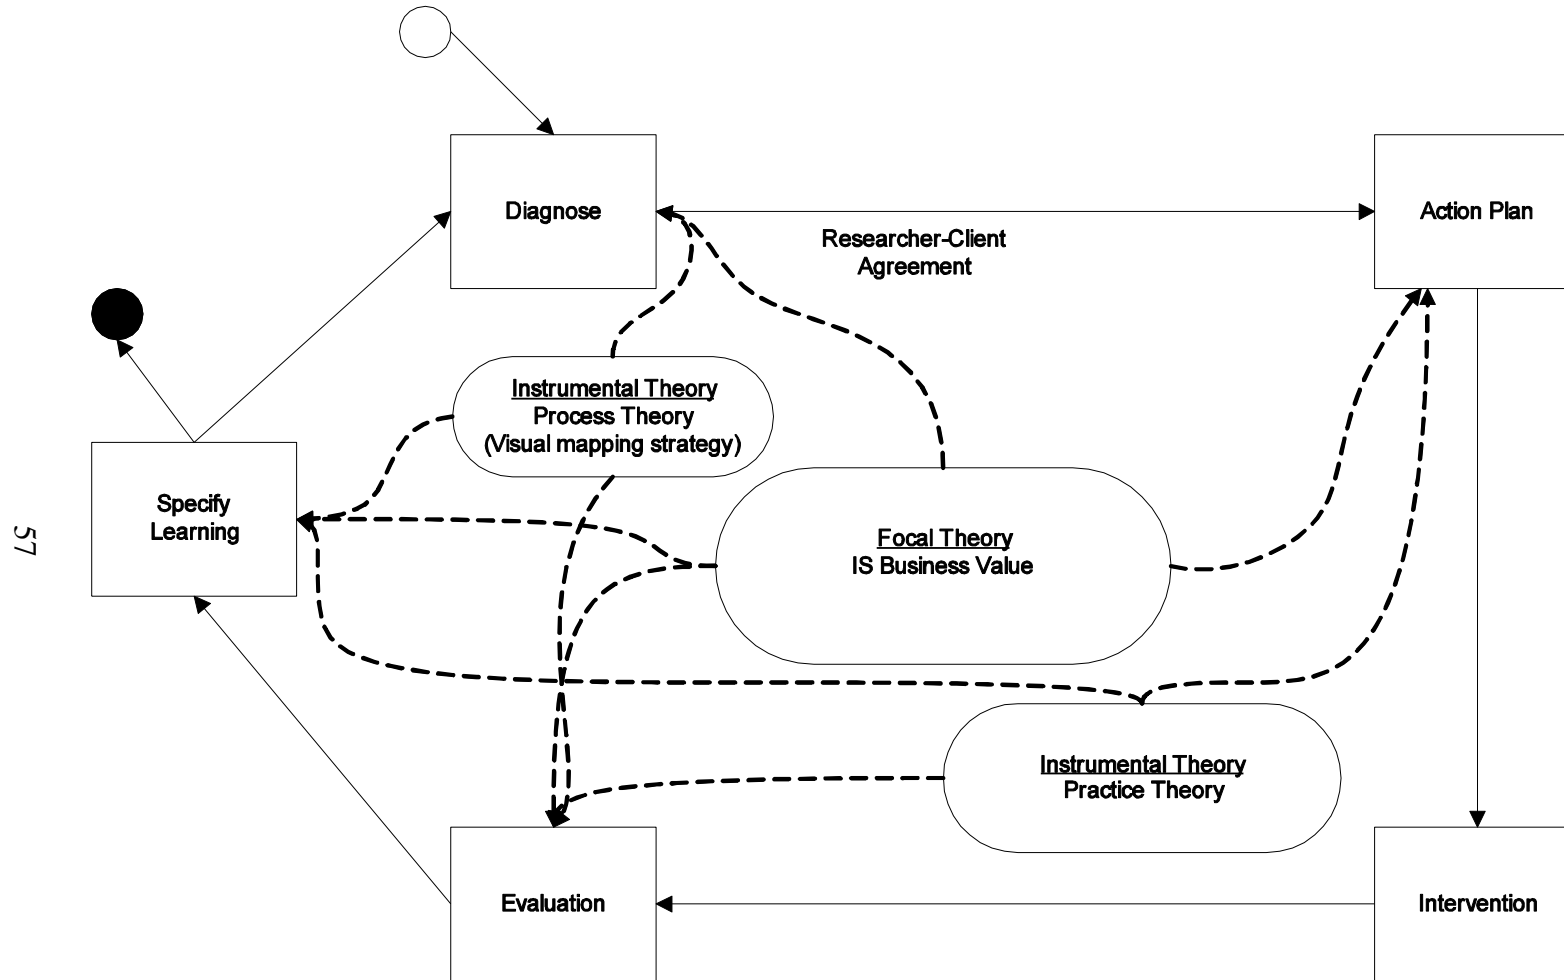 Diagnose
Action Plan
Researcher-Client
Agreement
Instrumental Theory
Process Theory
(Visual mapping strategy)
Specify
Learning
Focal Theory
IS Business Value
57
Instrumental Theory
Practice Theory
Evaluation
Intervention